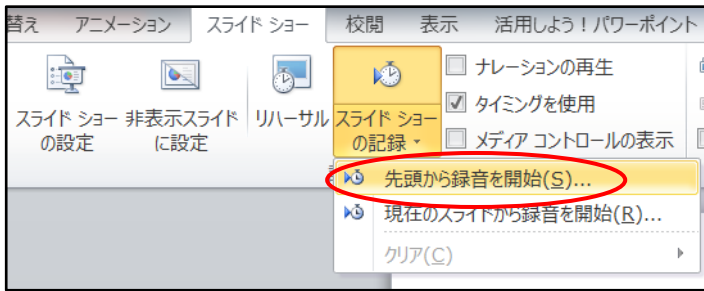 替え アニメーション スライド ショー 校閲 表示 活用しよう！パワーポイント
スライド ショー
の設定
非表示スライド
に設定
リハーサル
スライド ショー
の記録
ナレーションの再生
タイミングを使用
メディア コントロールの表示
先頭から録音を開始(S)...
現在のスライドから録音を開始(R)...
クリア(C)